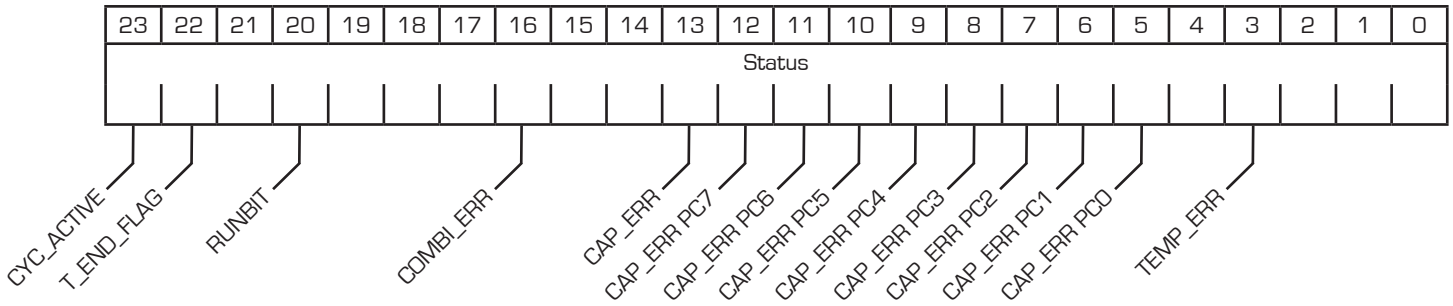 23 22 21 20 19 18 17 16 15 14 13 12 11 10 9 8 7 6 5 4 3 2 1 0
Status
CYC_ACTIVE
T_END_FLAG
RUNBIT
COMBI_ERR
CAP_ERR
CAP_ERR PC7
CAP_ERR PC6
CAP_ERR PC5
CAP_ERR PC4
CAP_ERR PC3
CAP_ERR PC2
CAP_ERR PC1
CAP_ERR PC0
TEMP_ERR